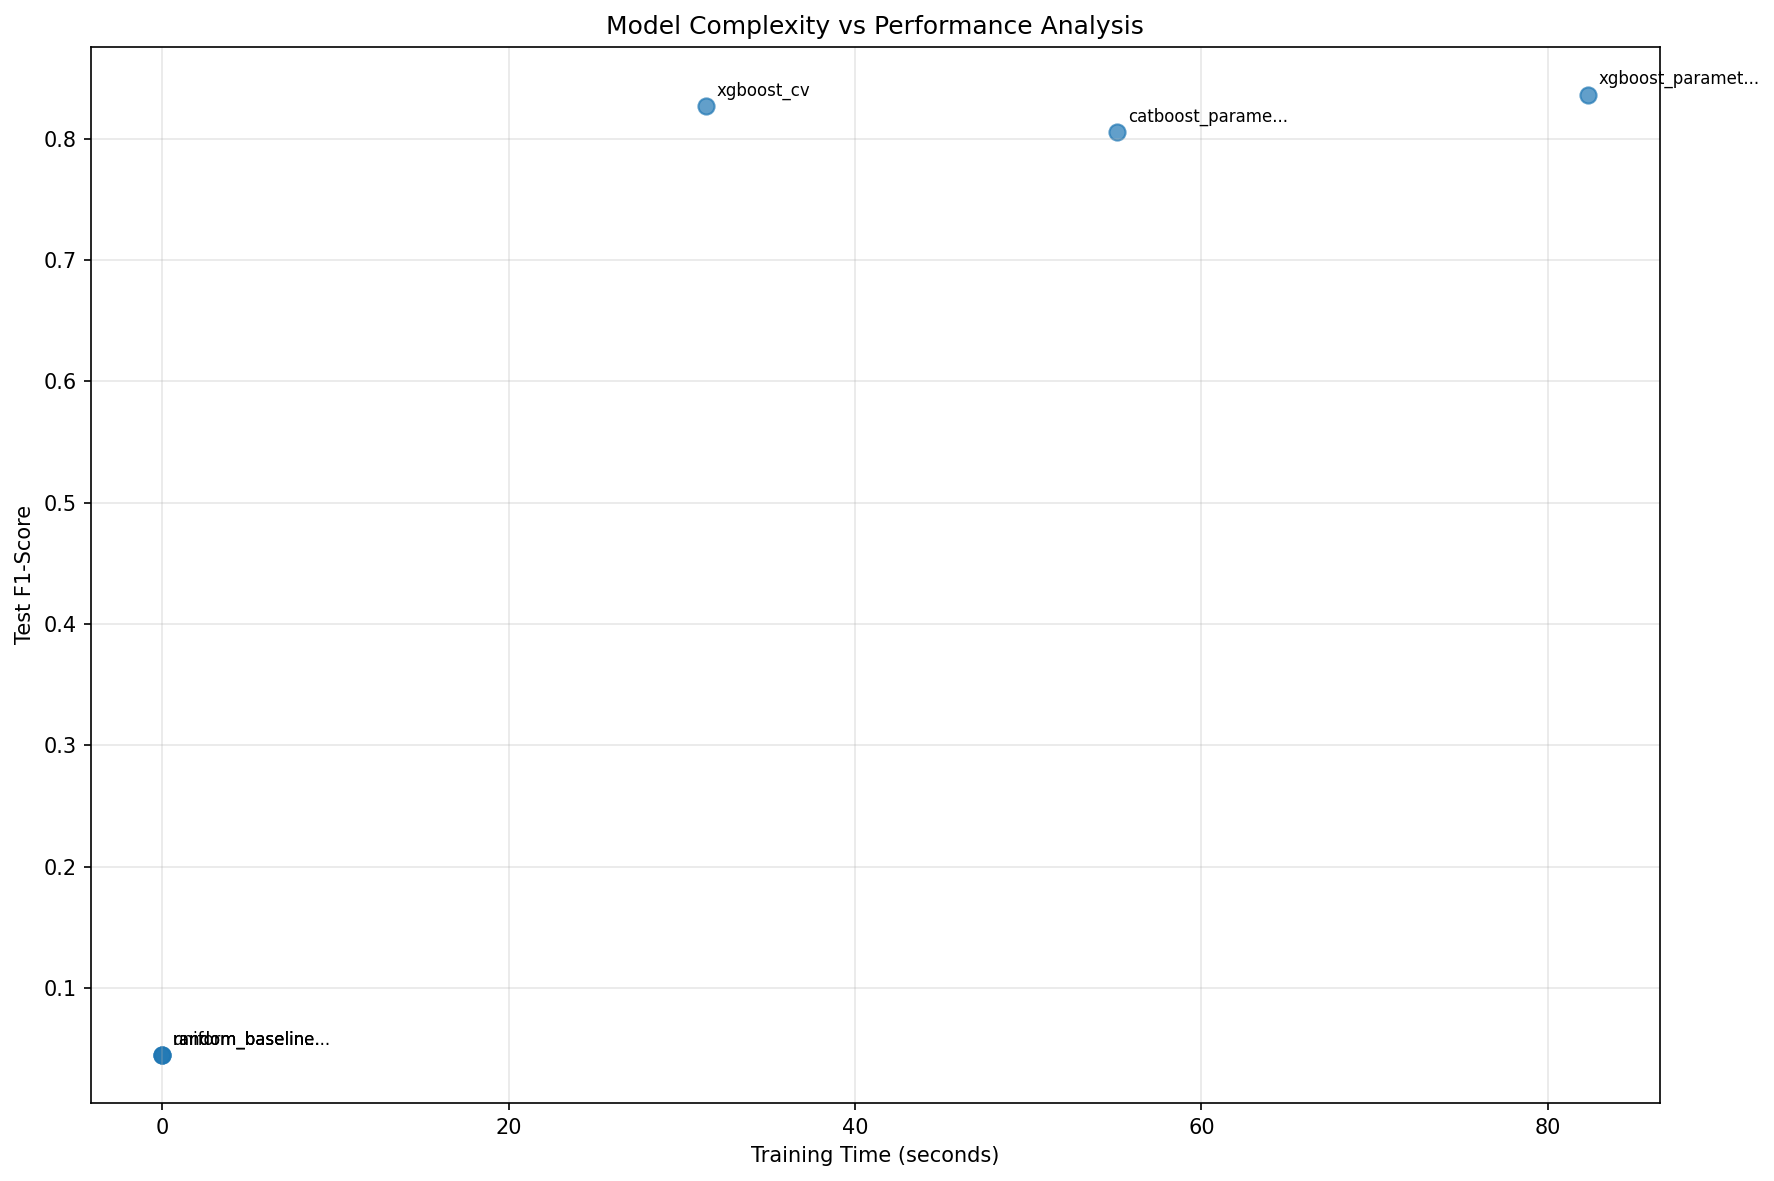 Model Complexity vs Performance Analysis
xgboost_paramet...
xgboost_cv
catboost_parame...
0.8
0.7
0.6
0.5
0.4
0.3
0.2
0.1
Test F1-Score
0
20
40
60
80
Training Time (seconds)